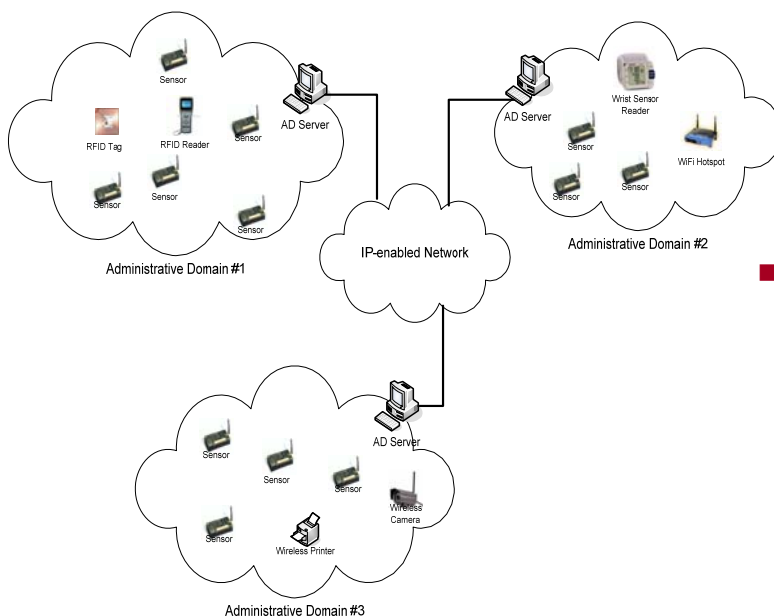 Sensor
AD Server
RFID Tag
RFID Reader
Sensor
Sensor
Sensor
Sensor
Administrative Domain #1
AD Server
Wrist Sensor
Reader
Sensor
WiFi Hotspot
Sensor
Sensor
Administrative Domain #2
IP-enabled Network
AD Server
Sensor
Sensor
Sensor
Wireless
Camera
Sensor
Wireless Printer
Administrative Domain #3